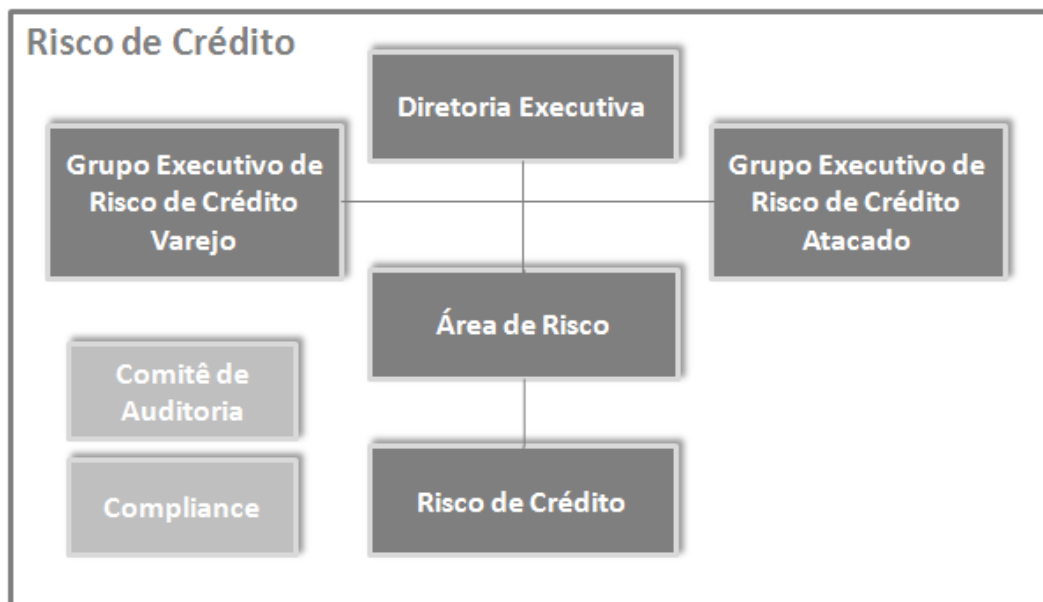 Risco de Crédito
Diretoria Executiva
Grupo Executivo de
Risco de Crédito
Varejo
Grupo Executivo de
Risco de Crédito
Atacado
Área de Risco
Comitê de
Auditoria
Compliance
Risco de Crédito